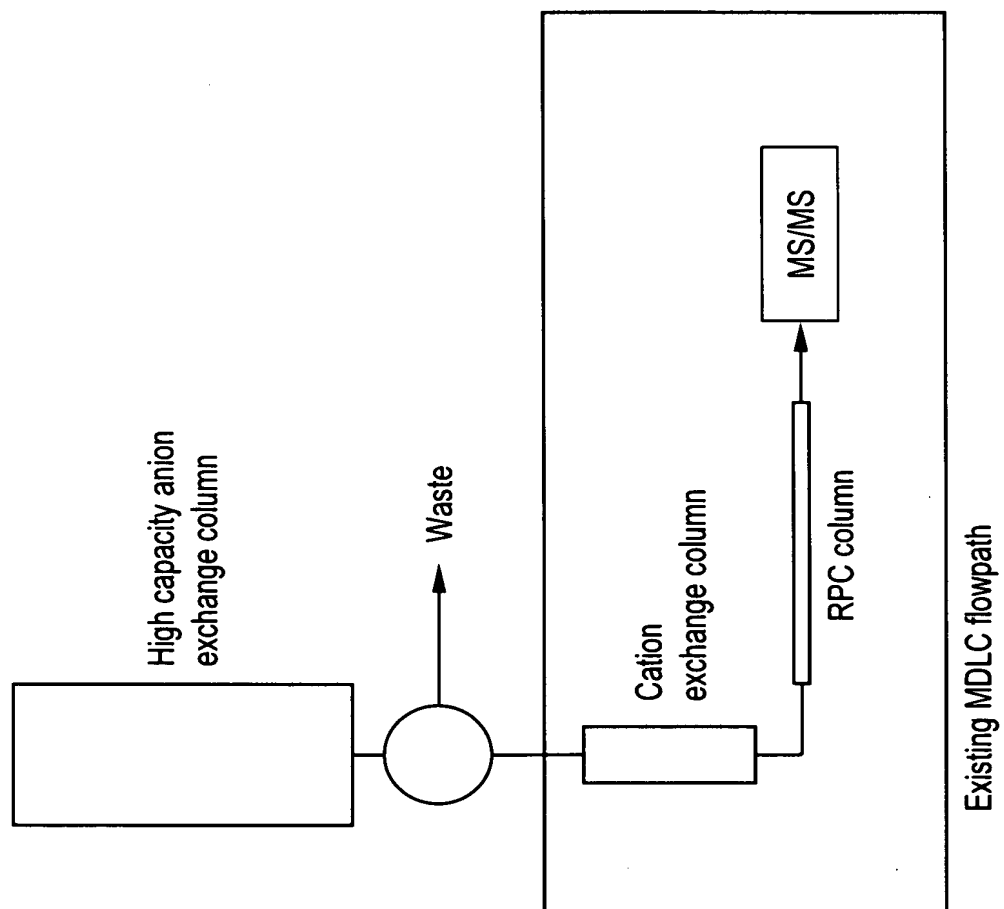 High capacity anion
exchange column
Waste
Cation
exchange column
RPC column
MS/MS
Existing MDLC flowpath